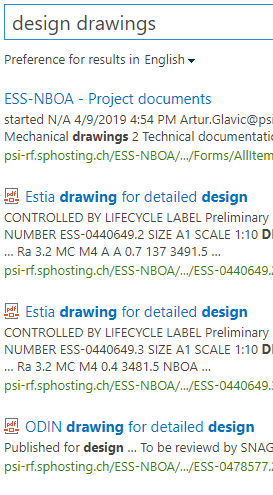 design drawings
Preference for results in English
ESS-NBOA - Project documents
started N/A 4/9/2019 4:54 PM Artur.Glavic@psi
Mechanical drawings 2 Technical documentatio
psi-rf.sphosting.ch/ESS-NBOA/.../Forms/AllItem
Estia drawing for detailed design
CONTROLLED BY LIFECYCLE LABEL Preliminary
NUMBER ESS-0440649.2 SIZE A1 SCALE 1:10 D
... Ra 3.2 MC M4 A A 0.7 137 3491.5 ...
psi-rf.sphosting.ch/ESS-NBOA/.../ESS-0440649.2
Estia drawing for detailed design
CONTROLLED BY LIFECYCLE LABEL Preliminary
NUMBER ESS-0440649.3 SIZE A1 SCALE 1:10 D
... Ra 3.2 MC M4 0.4 3481.5 NBOA ...
psi-rf.sphosting.ch/ESS-NBOA/.../ESS-0440649.3
ODIN drawing for detailed design
Published for design ... To be reviewd by SNAG
psi-rf.sphosting.ch/ESS-NBOA/.../ESS-0478577.